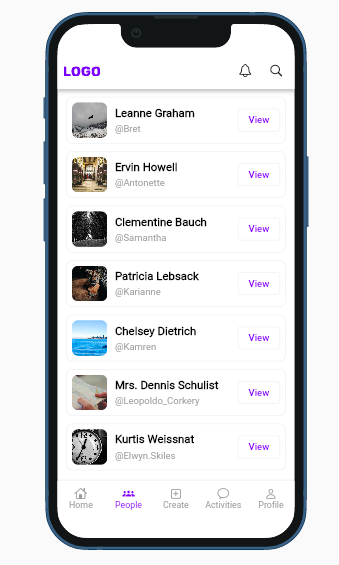 LOGO
Leanne Graham
@Bret
View
Ervin Howell
@Antonette
View
Clementine Bauch
@Samantha
View
Patricia Lebsack
@Karianne
View
Chelsey Dietrich
@Kamren
View
Mrs. Dennis Schulist
@Leopoldo_Corkery
View
Kurtis Weissnat
@Elwyn.Skiles
View
Home
People
Create
Activities
Profile